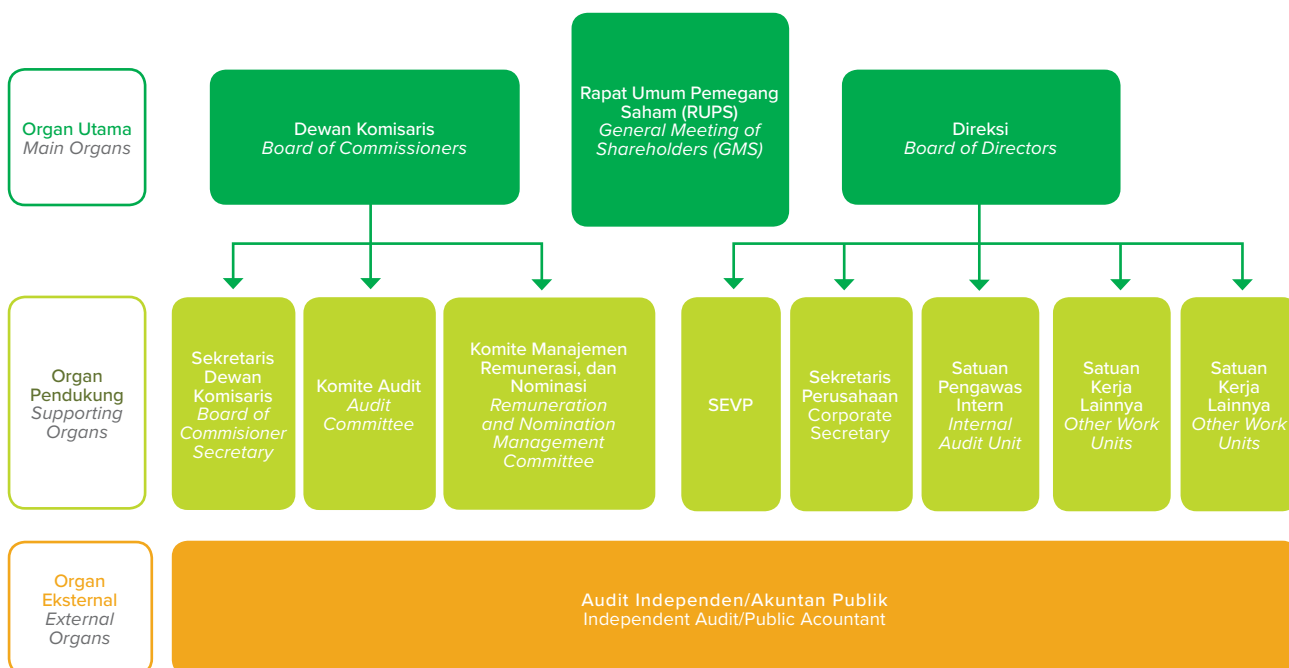 Organ Utama
Main Organs
Dewan Komisaris
Board of Commissioners
Rapat Umum Pemegang
Saham (RUPS)
General Meeting of
Shareholders (GMS)
Direksi
Board of Directors
Organ
Pendukung
Supporting
Organs
Sekretaris
Dewan
Komisaris
Board of
Commisioner
Secretary
Komite Audit
Audit
Committee
Komite Manajemen
Remunerasi, dan
Nominasi
Remuneration
and Nomination
Management
Committee
SEVP
Sekretaris
Perusahaan
Corporate
Secretary
Satuan
Pengawas
Intern
Internal
Audit Unit
Satuan
Kerja
Lainnya
Other Work
Units
Satuan
Kerja
Lainnya
Other Work
Units
Organ
Eksternal
External
Organs
Audit Independen/Akuntan Publik
Independent Audit/Public Acountant